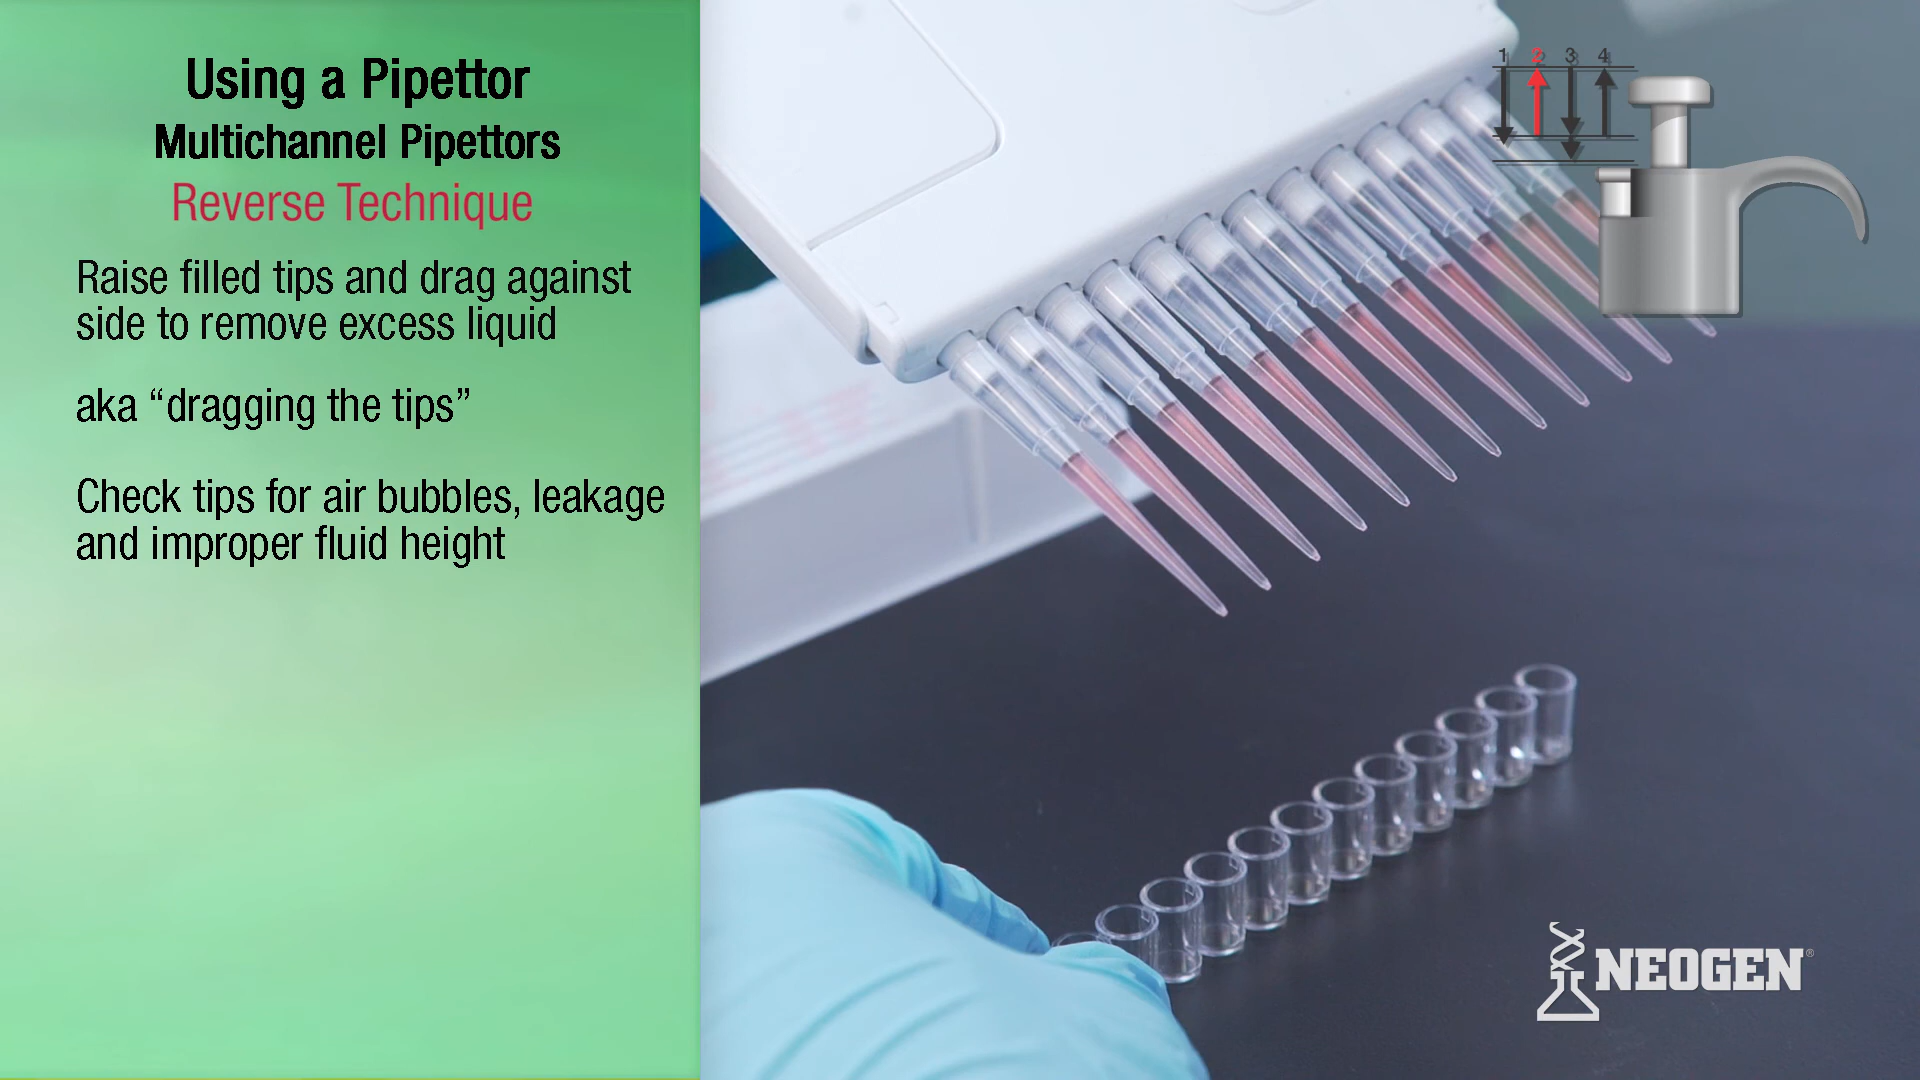 Using a Pipettor
Multichannel Pipettors
Reverse Technique
Raise filled tips and drag against
side to remove excess liquid
aka “dragging the tips”
Check tips for air bubbles, leakage
and improper fluid height
1 2 3 4
NEOGEN®